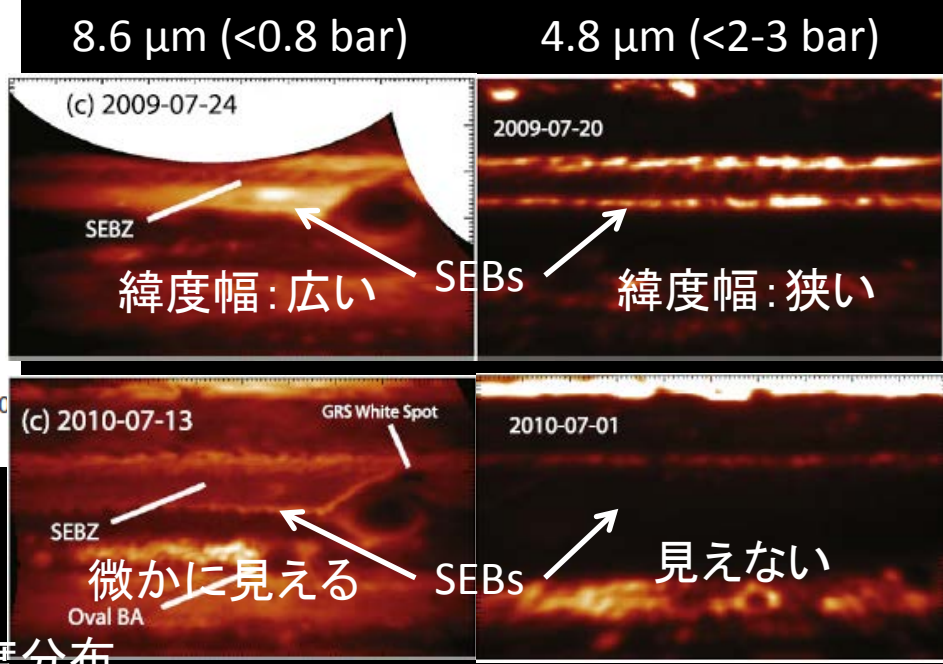 8.6 μm (<0.8 bar)
4.8 μm (<2-3 bar)
(c) 2009-07-24
2009-07-20
SEBZ
SEBs
緯度幅：広い
緯度幅：狭い
(c) 2010-07-13
GRS White Spot
2010-07-01
SEBZ
微かに見える
SEBs
見えない
Oval BA
分布